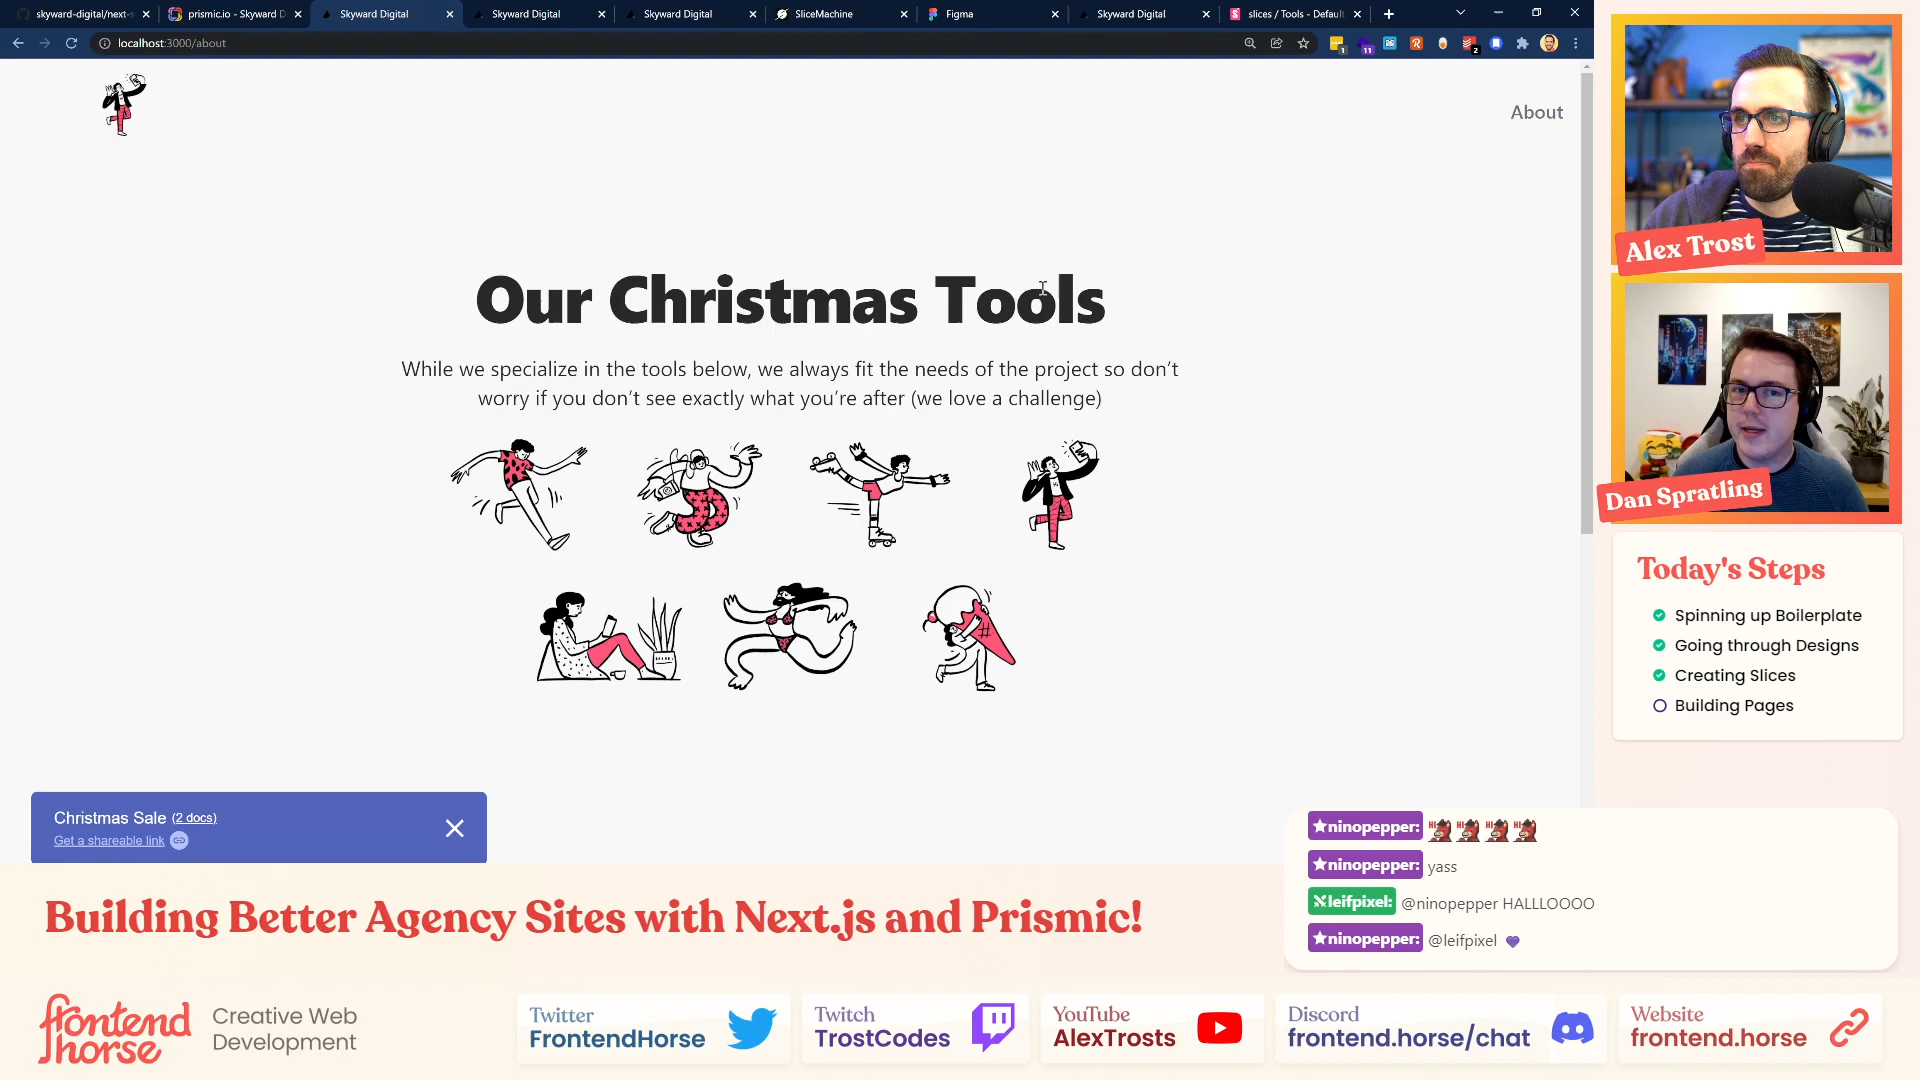 skyward-digital/next-s
prismic.io - Skyward D
Skyward Digital
Skyward Digital
Skyward Digital
SliceMachine
Figma
Skyward Digital
slices / Tools - Default
localhost:3000/about
1
11
2
About
Our Christmas Tools
While we specialize in the tools below, we always fit the needs of the project so don’t
worry if you don’t see exactly what you’re after (we love a challenge)
Christmas Sale (2 docs)
Get a shareable link
Alex Trost
Dan Spratling
Today's Steps
Spinning up Boilerplate
Going through Designs
Creating Slices
Building Pages
ninopepper:
ninopepper: yass
leifpixel: @ninopepper HALLLOOOO
ninopepper: @leifpixel
Building Better Agency Sites with Next.js and Prismic!
frontend
horse
Creative Web
Development
Twitter
FrontendHorse
Twitch
TrostCodes
YouTube
AlexTrosts
Discord
frontend.horse/chat
Website
frontend.horse